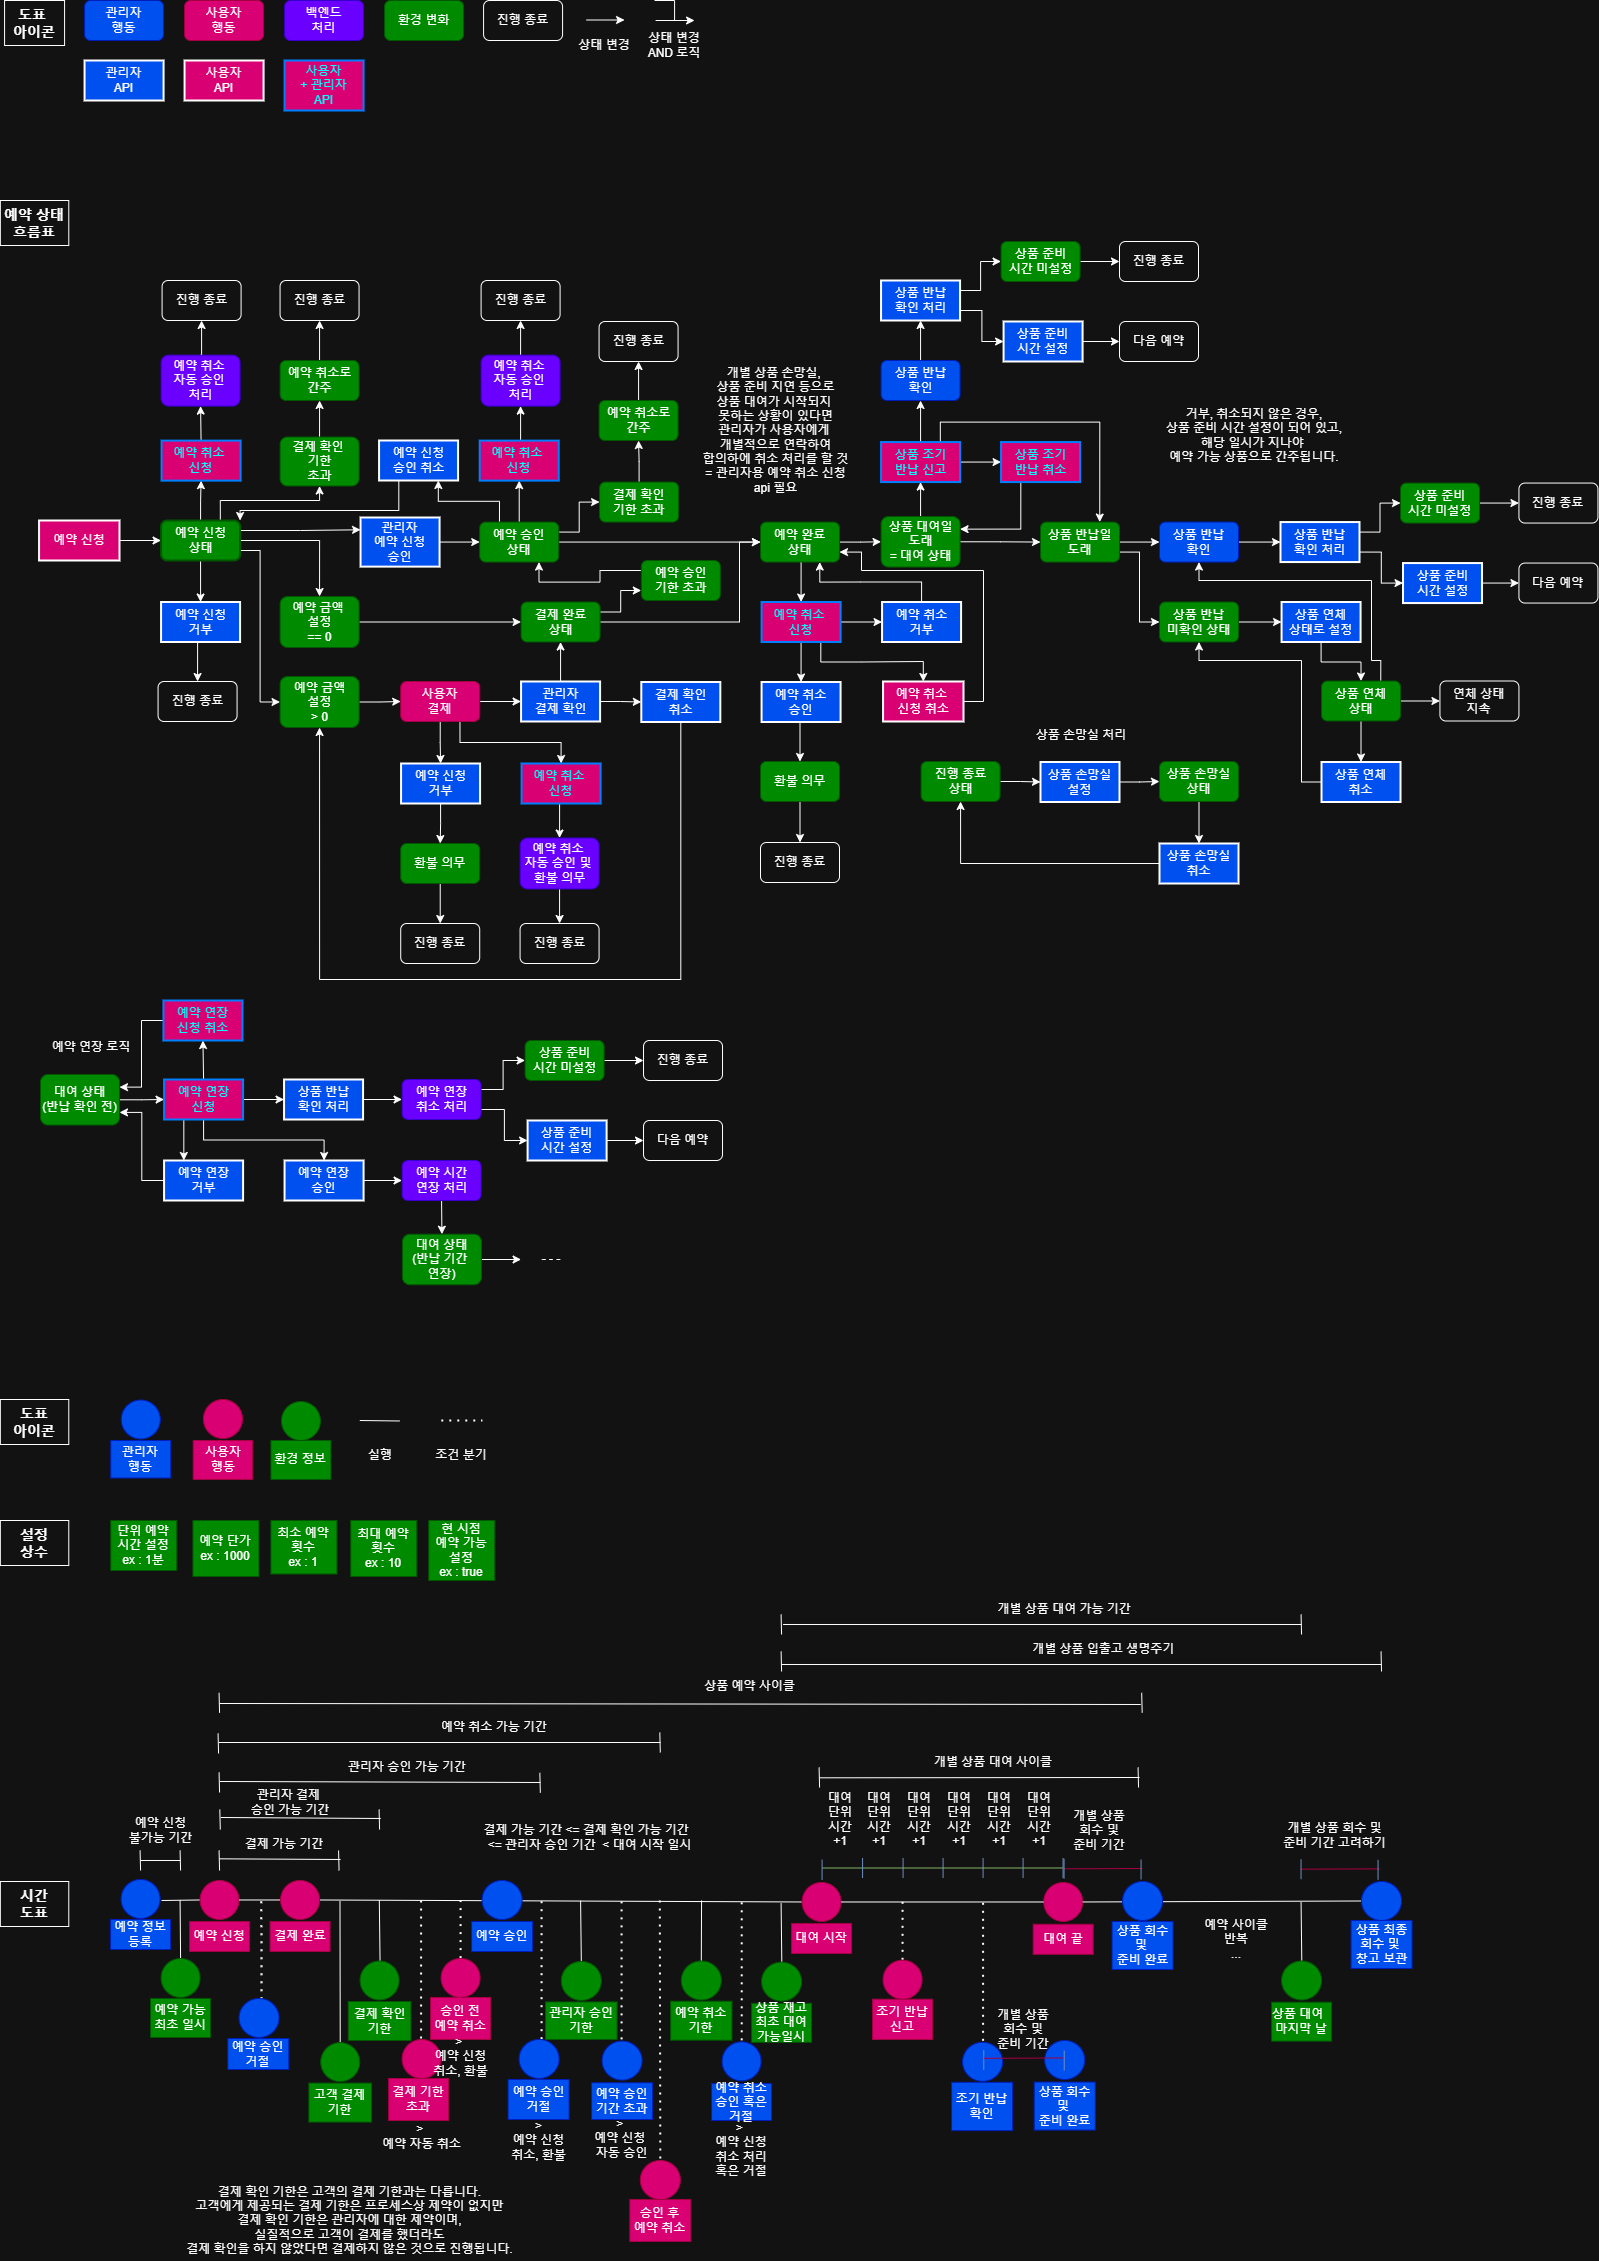 도표
아이콘
관리자
행동
사용자
행동
백엔드
처리
환경 변화
진행 종료
상태 변경
상태 변경
AND 로직
관리자
API
사용자
API
사용자
+ 관리자
API
예약 상태
흐름표
진행 종료
진행 종료
진행 종료
예약 취소
자동 승인
처리
예약 취소로
간주
예약 취소
자동 승인
처리
진행 종료
예약 취소로
간주
예약 취소
신청
결제 확인
기한
초과
예약 신청
승인 취소
예약 취소
신청
결제 확인
기한 초과
개별 상품 손망실,
상품 준비 지연 등으로
상품 대여가 시작되지
못하는 상황이 있다면
관리자가 사용자에게
개별적으로 연락하여
합의하에 취소 처리를 할 것
= 관리자용 예약 취소 신청
api 필요
상품 준비
시간 미설정
진행 종료
상품 반납
확인 처리
상품 준비
시간 설정
다음 예약
상품 반납
확인
상품 조기
반납 신고
상품 조기
반납 취소
거부, 취소되지 않은 경우,
상품 준비 시간 설정이 되어 있고,
해당 일시가 지나야
예약 가능 상품으로 간주됩니다.
예약 신청
예약 신청
상태
관리자
예약 신청
승인
예약 승인
상태
예약 완료
상태
상품 대여일
도래
= 대여 상태
상품 반납일
도래
상품 반납
확인
상품 반납
확인 처리
상품 준비
시간 미설정
진행 종료
상품 준비
시간 설정
다음 예약
예약 승인
기한 초과
예약 신청
거부
예약 금액
설정
== 0
결제 완료
상태
예약 취소
신청
예약 취소
거부
상품 반납
미확인 상태
상품 연체
상태로 설정
진행 종료
예약 금액
설정
> 0
사용자
결제
관리자
결제 확인
결제 확인
취소
예약 취소
승인
예약 취소
신청 취소
상품 연체
상태
연체 상태
지속
상품 손망실 처리
예약 신청
거부
예약 취소
신청
환불 의무
진행 종료
상태
상품 손망실
설정
상품 손망실
상태
상품 연체
취소
환불 의무
예약 취소
자동 승인 및
환불 의무
진행 종료
상품 손망실
취소
진행 종료
진행 종료
예약 연장 로직
예약 연장
신청 취소
대여 상태
(반납 확인 전)
예약 연장
신청
상품 반납
확인 처리
예약 연장
취소 처리
상품 준비
시간 미설정
진행 종료
상품 준비
시간 설정
다음 예약
예약 연장
거부
예약 연장
승인
예약 시간
연장 처리
대여 상태
(반납 기간
연장)
---
도표
아이콘
관리자
행동
사용자
행동
환경 정보
실행
조건 분기
설정
상수
단위 예약
시간 설정
ex : 1분
예약 단가
ex : 1000
최소 예약
횟수
ex : 1
최대 예약
횟수
ex : 10
현 시점
예약 가능
설정
ex : true
개별 상품 대여 가능 기간
개별 상품 입출고 생명주기
상품 예약 사이클
예약 취소 가능 기간
관리자 승인 가능 기간
개별 상품 대여 사이클
관리자 결제
승인 가능 기간
예약 신청
불가능 기간
결제 가능 기간
결제 가능 기간 <= 결제 확인 가능 기간
<= 관리자 승인 기간 < 대여 시작 일시
대여
단위
시간
+1
대여
단위
시간
+1
대여
단위
시간
+1
대여
단위
시간
+1
대여
단위
시간
+1
대여
단위
시간
+1
개별 상품
회수 및
준비 기간
개별 상품 회수 및
준비 기간 고려하기
시간
도표
예약 정보
등록
예약 신청
결제 완료
예약 승인
대여 시작
대여 끝
상품 회수
및
준비 완료
예약 사이클
반복
...
상품 최종
회수 및
창고 보관
예약 가능
최초 일시
예약 승인
거절
고객 결제
기한
결제 확인
기한
결제 기한
초과
>
예약 자동 취소
승인 전
예약 취소
>
예약 신청
취소, 환불
예약 승인
거절
>
예약 신청
취소, 환불
관리자 승인
기한
예약 승인
기간 초과
>
예약 신청
자동 승인
승인 후
예약 취소
예약 취소
기한
예약 취소
승인 혹은
거절
>
예약 신청
취소 처리
혹은 거절
상품 재고
최초 대여
가능일시
조기 반납
신고
조기 반납
확인
개별 상품
회수 및
준비 기간
상품 회수
및
준비 완료
상품 대여
마지막 날
결제 확인 기한은 고객의 결제 기한과는 다릅니다.
고객에게 제공되는 결제 기한은 프로세스상 제약이 없지만
결제 확인 기한은 관리자에 대한 제약이며,
실질적으로 고객이 결제를 했더라도
결제 확인을 하지 않았다면 결제하지 않은 것으로 진행됩니다.